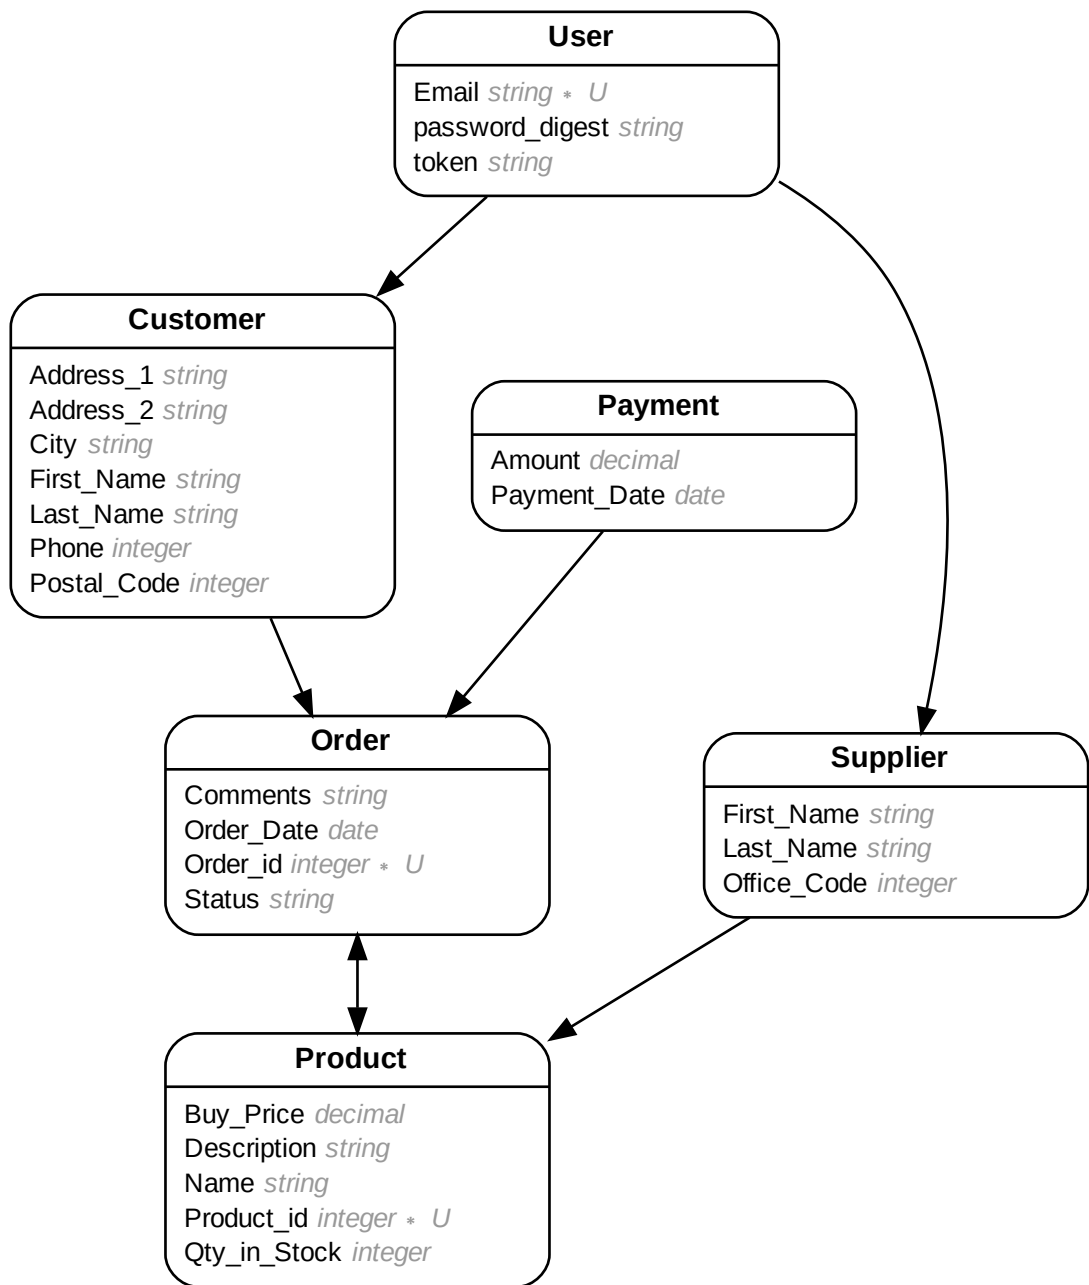 User
Email string * U
password_digest string
token string
Customer
Address_1 string
Address_2 string
City string
First_Name string
Last_Name string
Phone integer
Postal_Code integer
Payment
Amount decimal
Payment_Date date
Order
Comments string
Order_Date date
Order_id integer * U
Status string
Supplier
First_Name string
Last_Name string
Office_Code integer
Product
Buy_Price decimal
Description string
Name string
Product_id integer * U
Qty_in_Stock integer